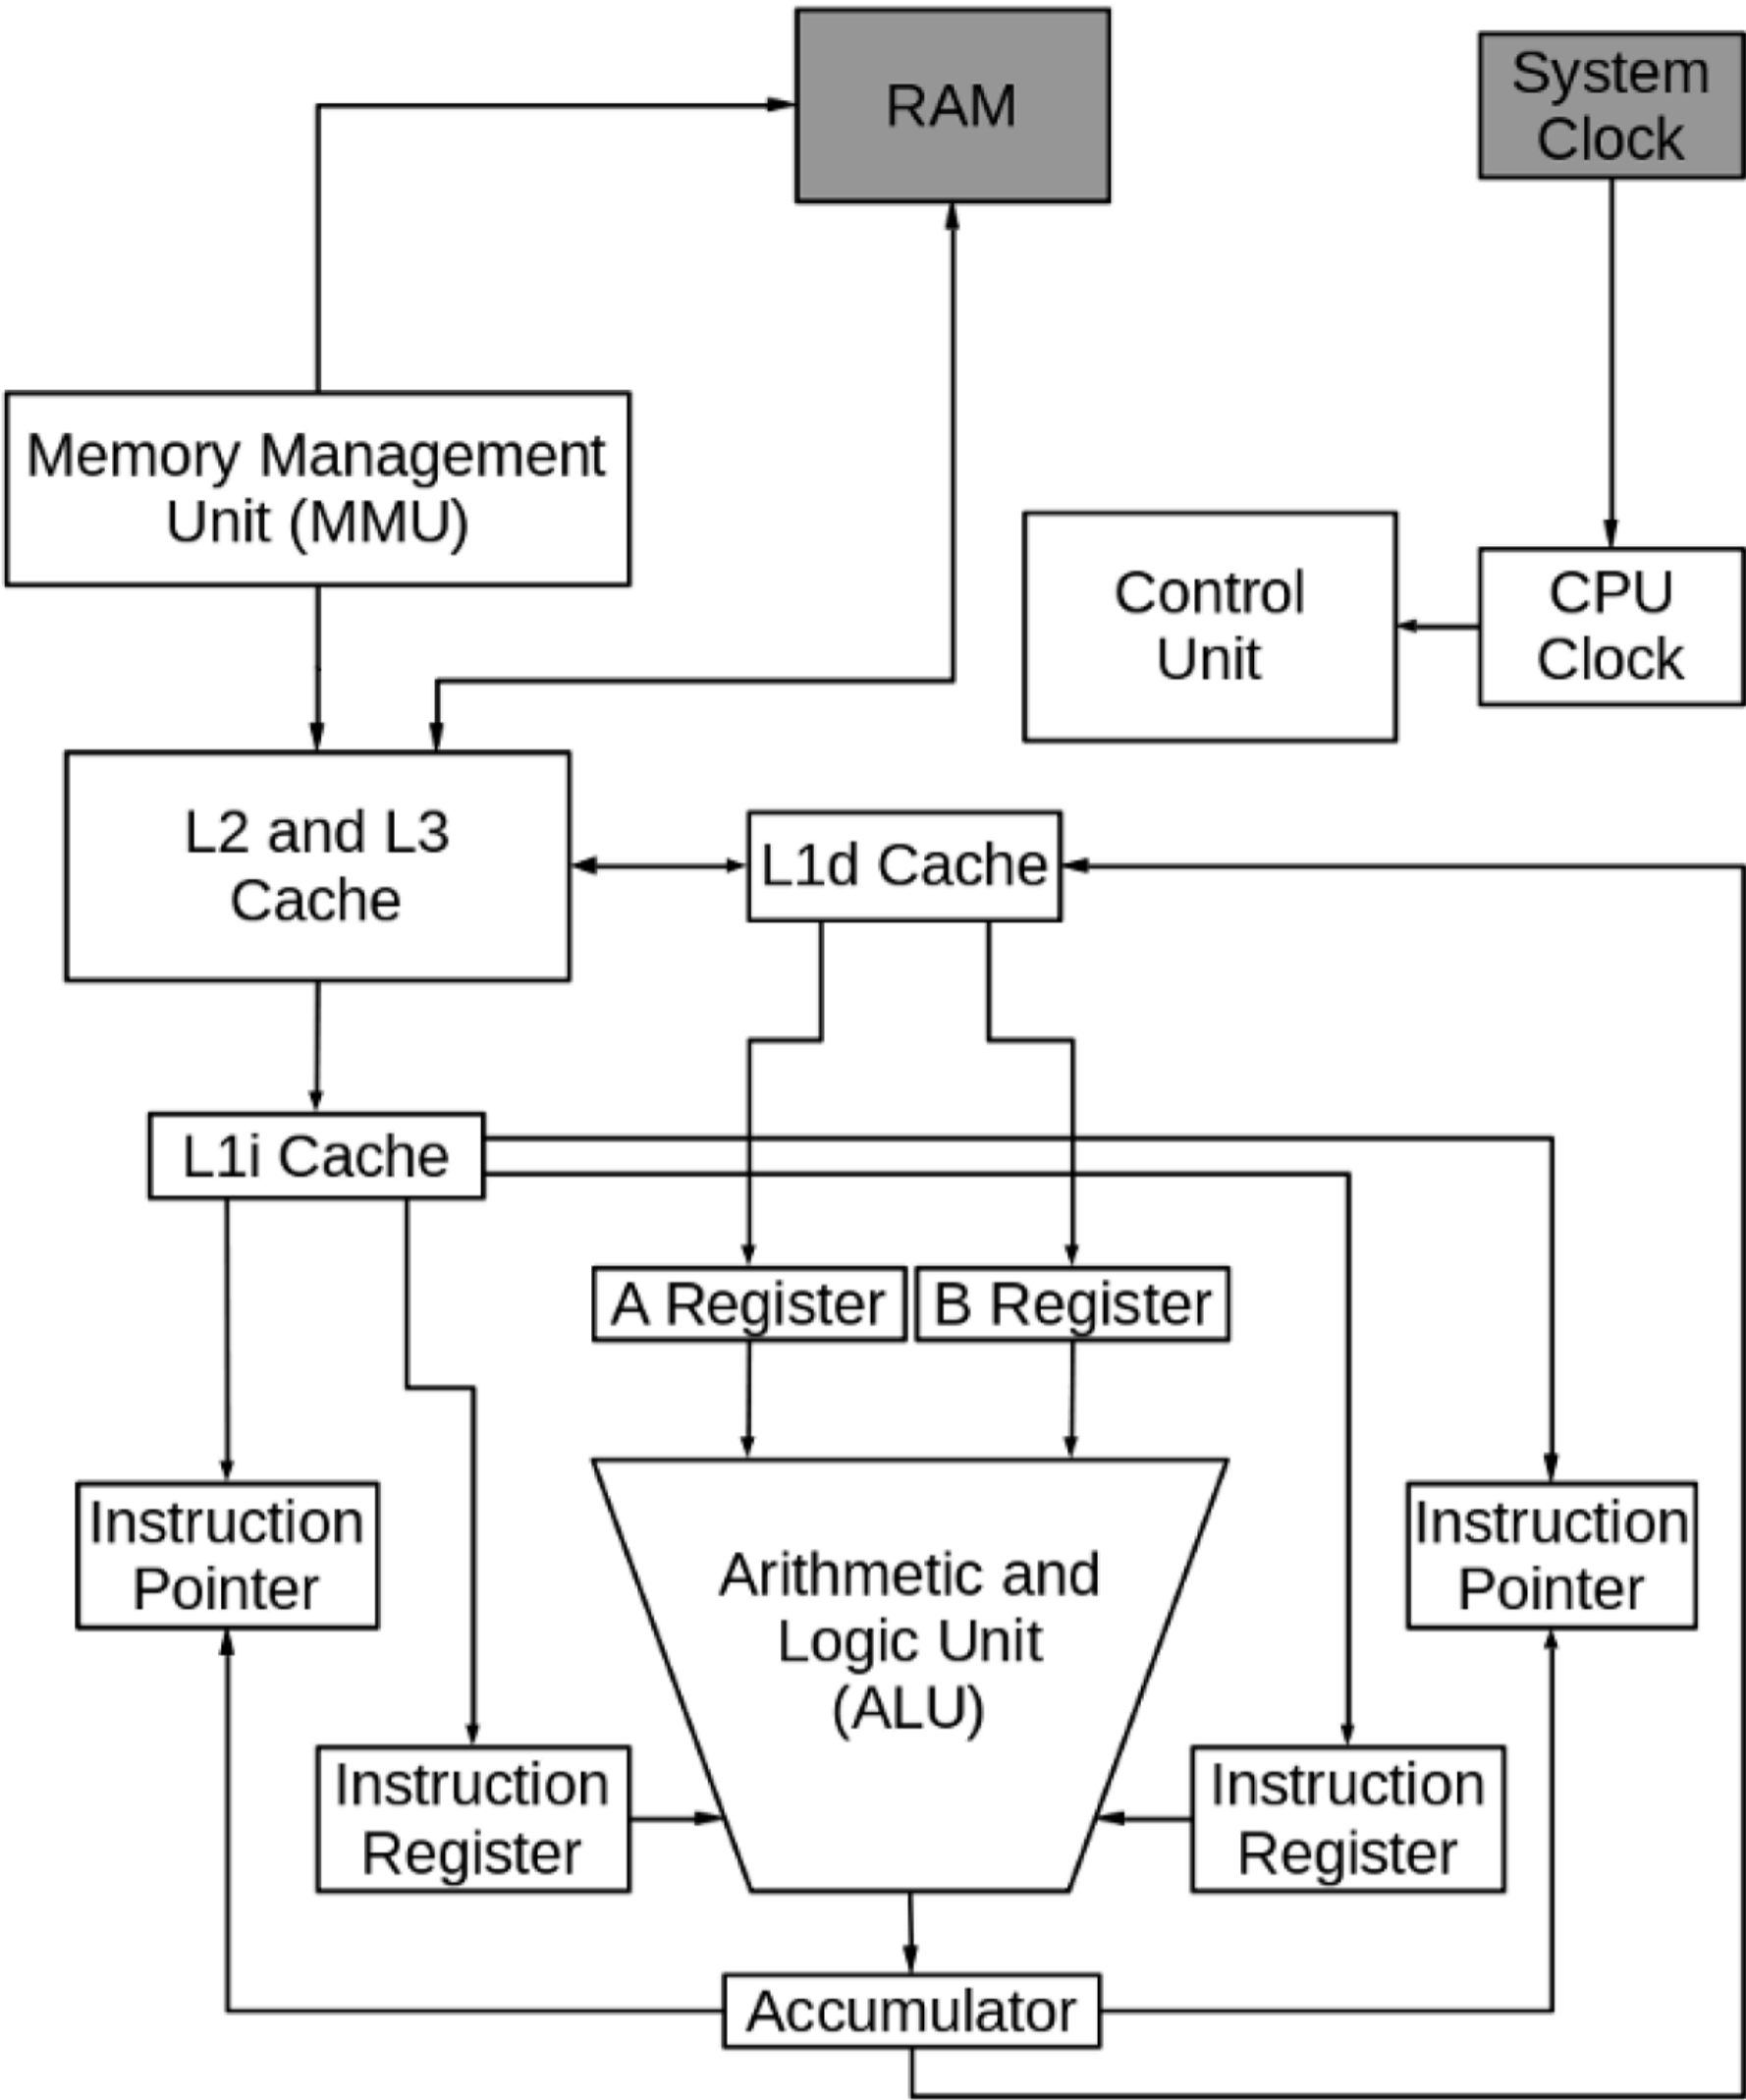 RAM
System
Clock
Memory Management
Unit (MMU)
Control
Unit
CPU
Clock
L2 and L3
Cache
L1d Cache
L1i Cache
A Register
B Register
Instruction
Pointer
Arithmetic and
Logic Unit
(ALU)
Instruction
Pointer
Instruction
Register
Instruction
Register
Accumulator